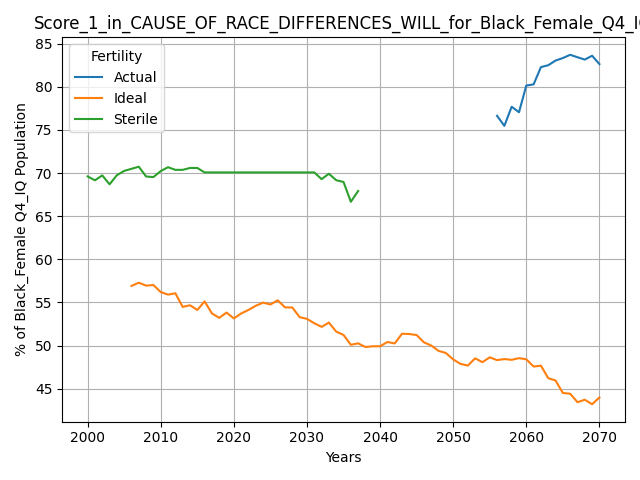 Score_1_in_CAUSE_OF_RACE_DIFFERENCES_WILL_for_Black_Female_Q4_IQ
85
80
75
70
65
60
55
50
45
% of Black_Female Q4_IQ Population
Fertility
Actual
Ideal
Sterile
2000 2010 2020 2030 2040 2050 2060 2070
Years